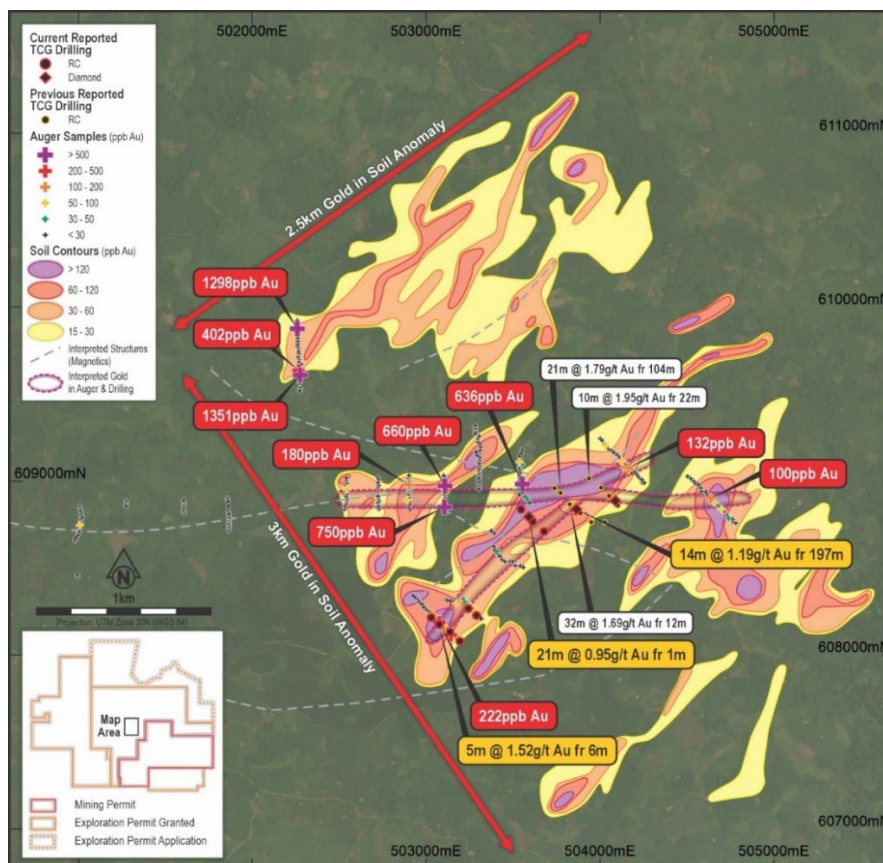 502000mE
503000mE
505000mE
Current Reported
TCG Drilling
RC
Diamond
Previous Reported
TCG Drilling
RC
Auger Samples (ppb Au)
> 500
200 - 500
100 - 200
50 - 100
30 - 50
< 30
Soil Contours (ppb Au)
> 120
60 - 120
30 - 60
15 - 30
Interpreted Structures
(Magnetics)
Interpreted Gold
in Auger & Drilling
611000mN
2.5km Gold in Soil Anomaly
1298ppb Au
610000mN
402ppb Au
21m @ 1.79g/t Au fr 104m
1351ppb Au
636ppb Au
10m @ 1.95g/t Au fr 22m
660ppb Au
132ppb Au
180ppb Au
609000mN
100ppb Au
750ppb Au
14m @ 1.19g/t Au fr 197m
N
1km
Projection: UTM Zone 30N (WGS 84)
3km Gold in Soil Anomaly
32m @ 1.69g/t Au fr 12m
21m @ 0.95g/t Au fr 1m
608000mN
222ppb Au
5m @ 1.52g/t Au fr 6m
Map
Area
Mining Permit
Exploration Permit Granted
Exploration Permit Application
607000mN
503000mE
504000mE
505000mE